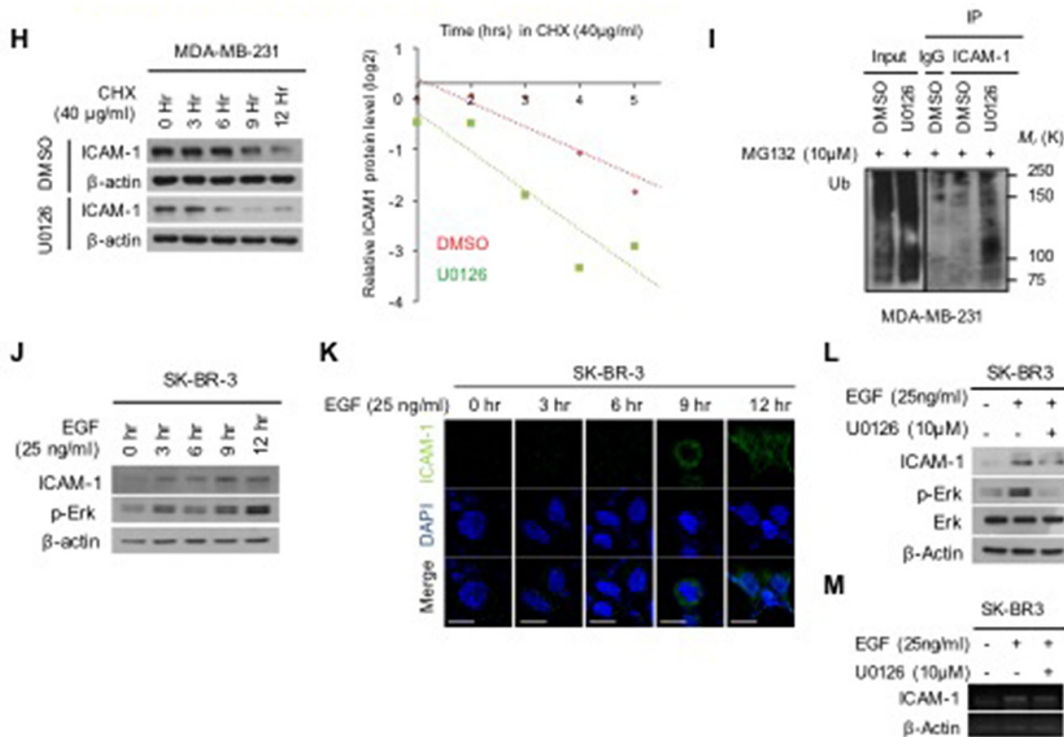 H
MDA-MB-231
CHX
(40 µg/ml)
0 Hr
3 Hr
6 Hr
9 Hr
12 Hr
DMSO
ICAM-1
β-actin
U0126
ICAM-1
β-actin
Time (hrs) in CHX (40µg/ml)
Relative ICAM1 protein level (log2)
1
0
-1
-2
-3
-4
1
2
3
4
5
DMSO
U0126
I
IP
Input
IgG
ICAM-1
DMSO
U0126
DMSO
DMSO
U0126
Mr (K)
MG132 (10µM)
+ + + + +
Ub
250
150
100
75
MDA-MB-231
J
SK-BR-3
EGF
(25 ng/ml)
0 hr
3 hr
6 hr
9 hr
12 hr
ICAM-1
p-Erk
β-actin
K
SK-BR-3
EGF (25 ng/ml) 0 hr 3 hr 6 hr 9 hr 12 hr
ICAM-1
DAPI
Merge
L
SK-BR3
EGF (25ng/ml) - + +
U0126 (10µM) - - +
ICAM-1
p-Erk
Erk
β-Actin
M
SK-BR3
EGF (25ng/ml) - + +
U0126 (10µM) - - +
ICAM-1
β-Actin